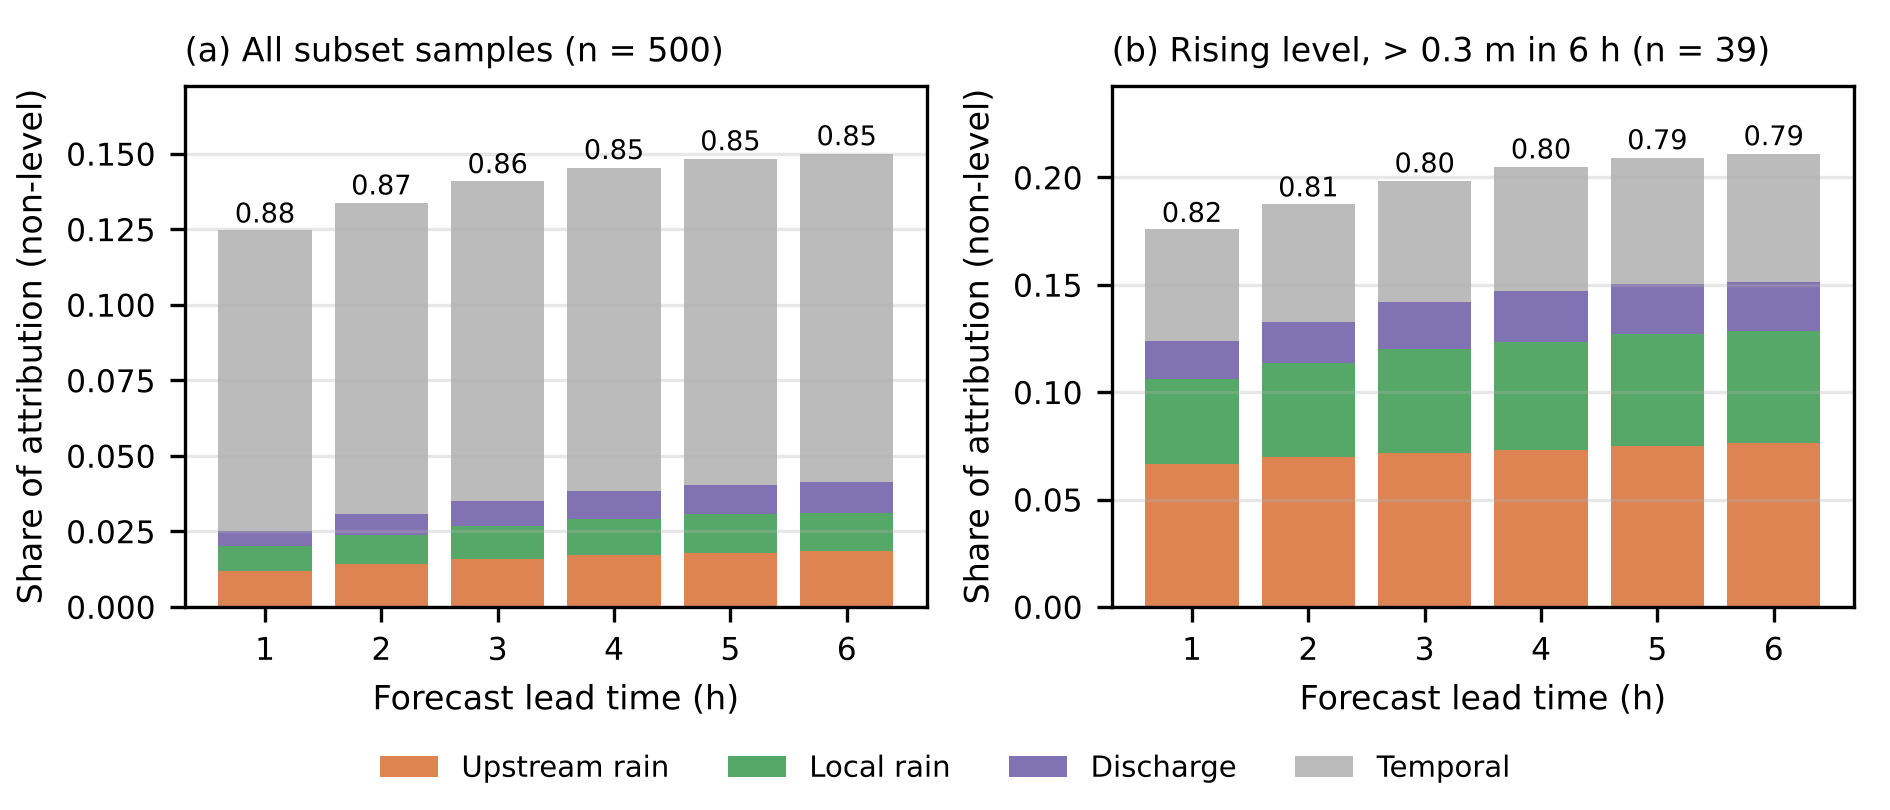 (a) All subset samples (n = 500)
Share of attribution (non-level)
0.150
0.125
0.100
0.075
0.050
0.025
0.000
0.88
0.87
0.86
0.85
0.85
0.85
1 2 3 4 5 6
Forecast lead time (h)
(b) Rising level, > 0.3 m in 6 h (n = 39)
Share of attribution (non-level)
0.20
0.15
0.10
0.05
0.00
0.82
0.81
0.80
0.80
0.79
0.79
1 2 3 4 5 6
Forecast lead time (h)
Upstream rain Local rain Discharge Temporal